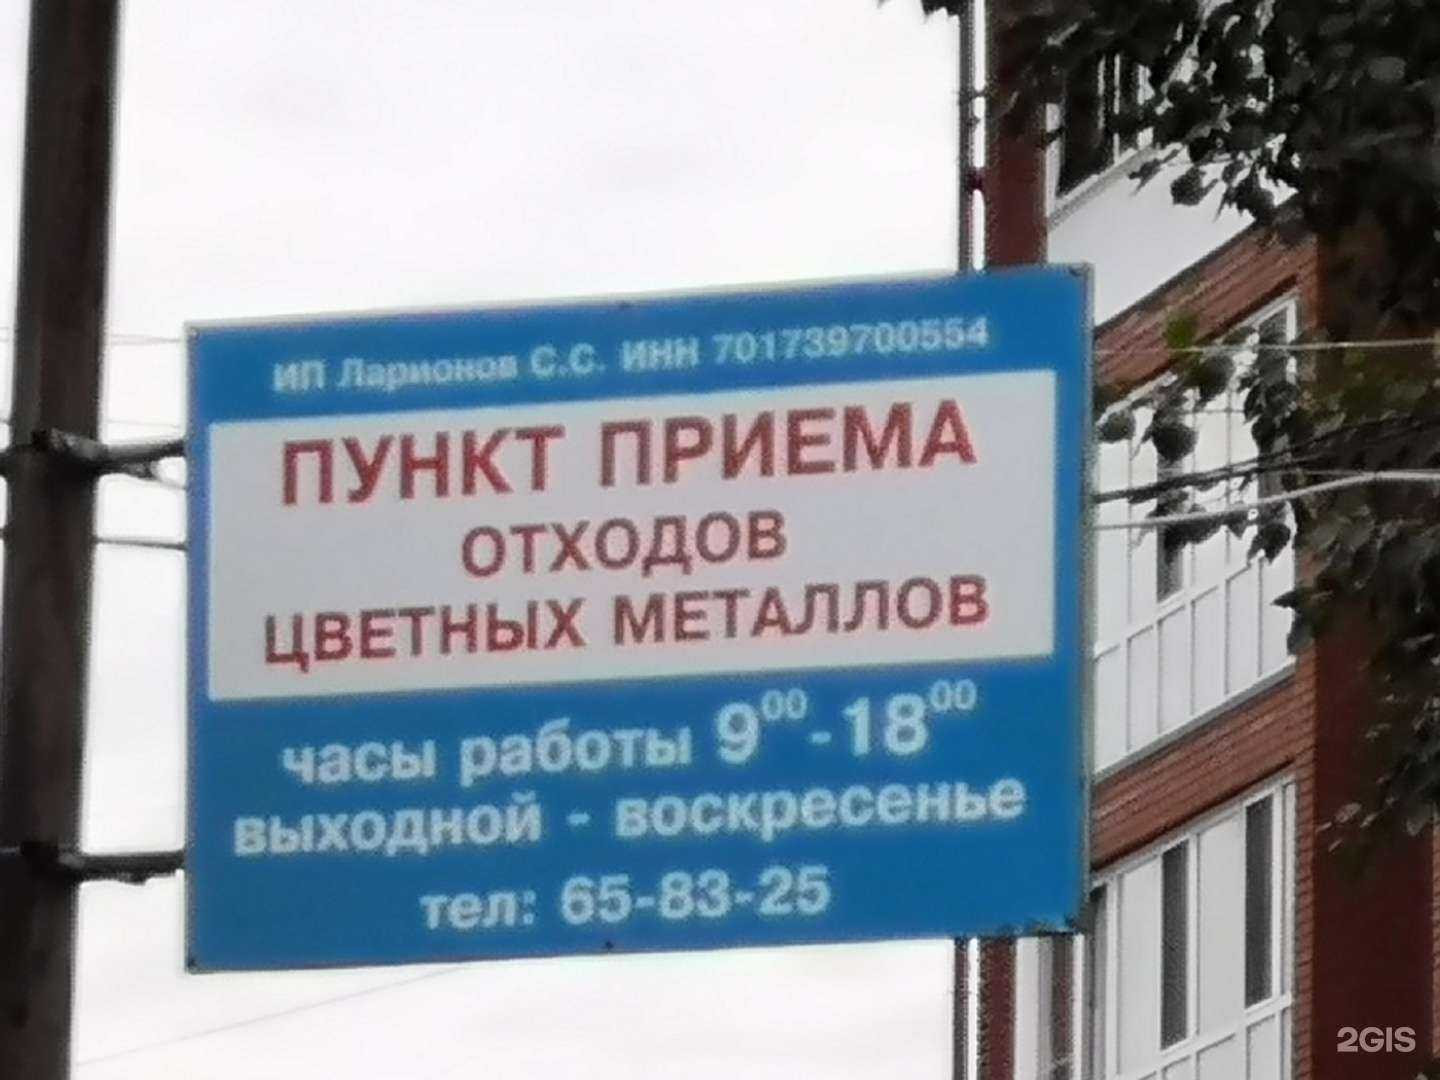 ИП Ларионов С.С. ИНН 701739700554
ПУНКТ ПРИЕМА
ОТХОДОВ
ЦВЕТНЫХ МЕТАЛЛОВ
часы работы 9⁰⁰-18⁰⁰
выходной - воскресенье
тел: 65-83-25
2GIS